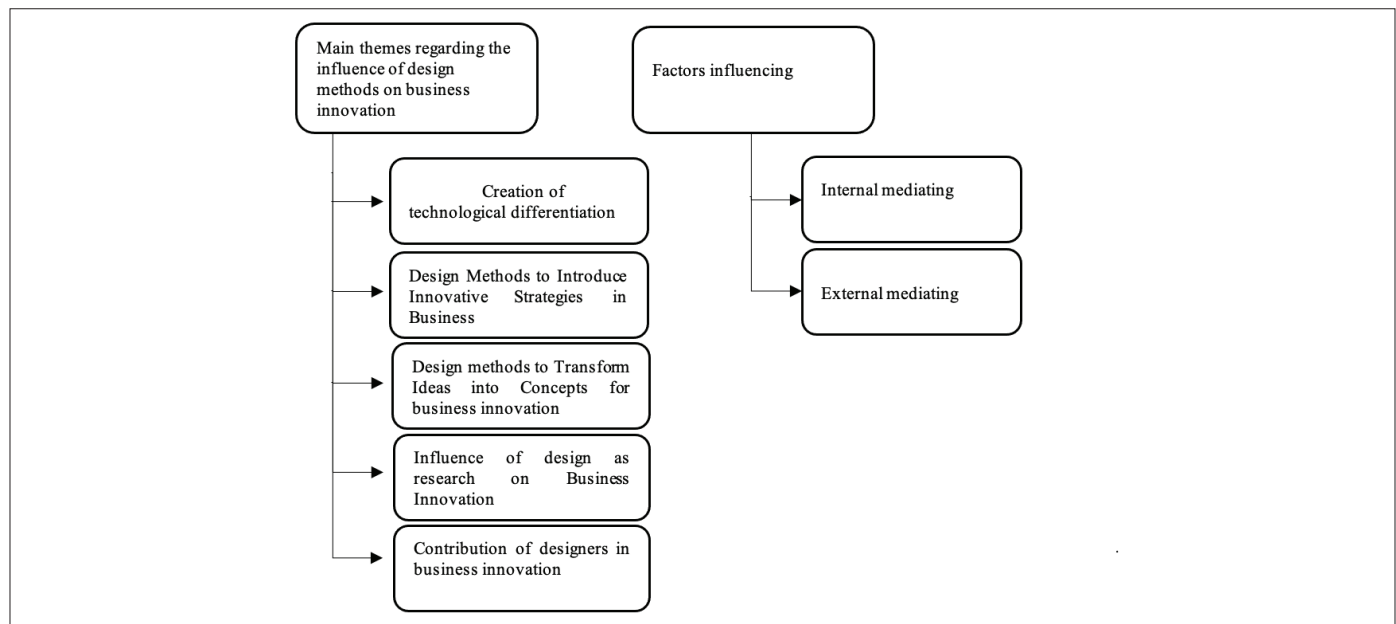 Main themes regarding the
influence of design
methods on business
innovation
Creation of
technological differentiation
Design Methods to Introduce
Innovative Strategies in
Business
Design methods to Transform
Ideas into Concepts for
business innovation
Influence of design as
research on Business
Innovation
Contribution of designers in
business innovation
Factors influencing
Internal mediating
External mediating